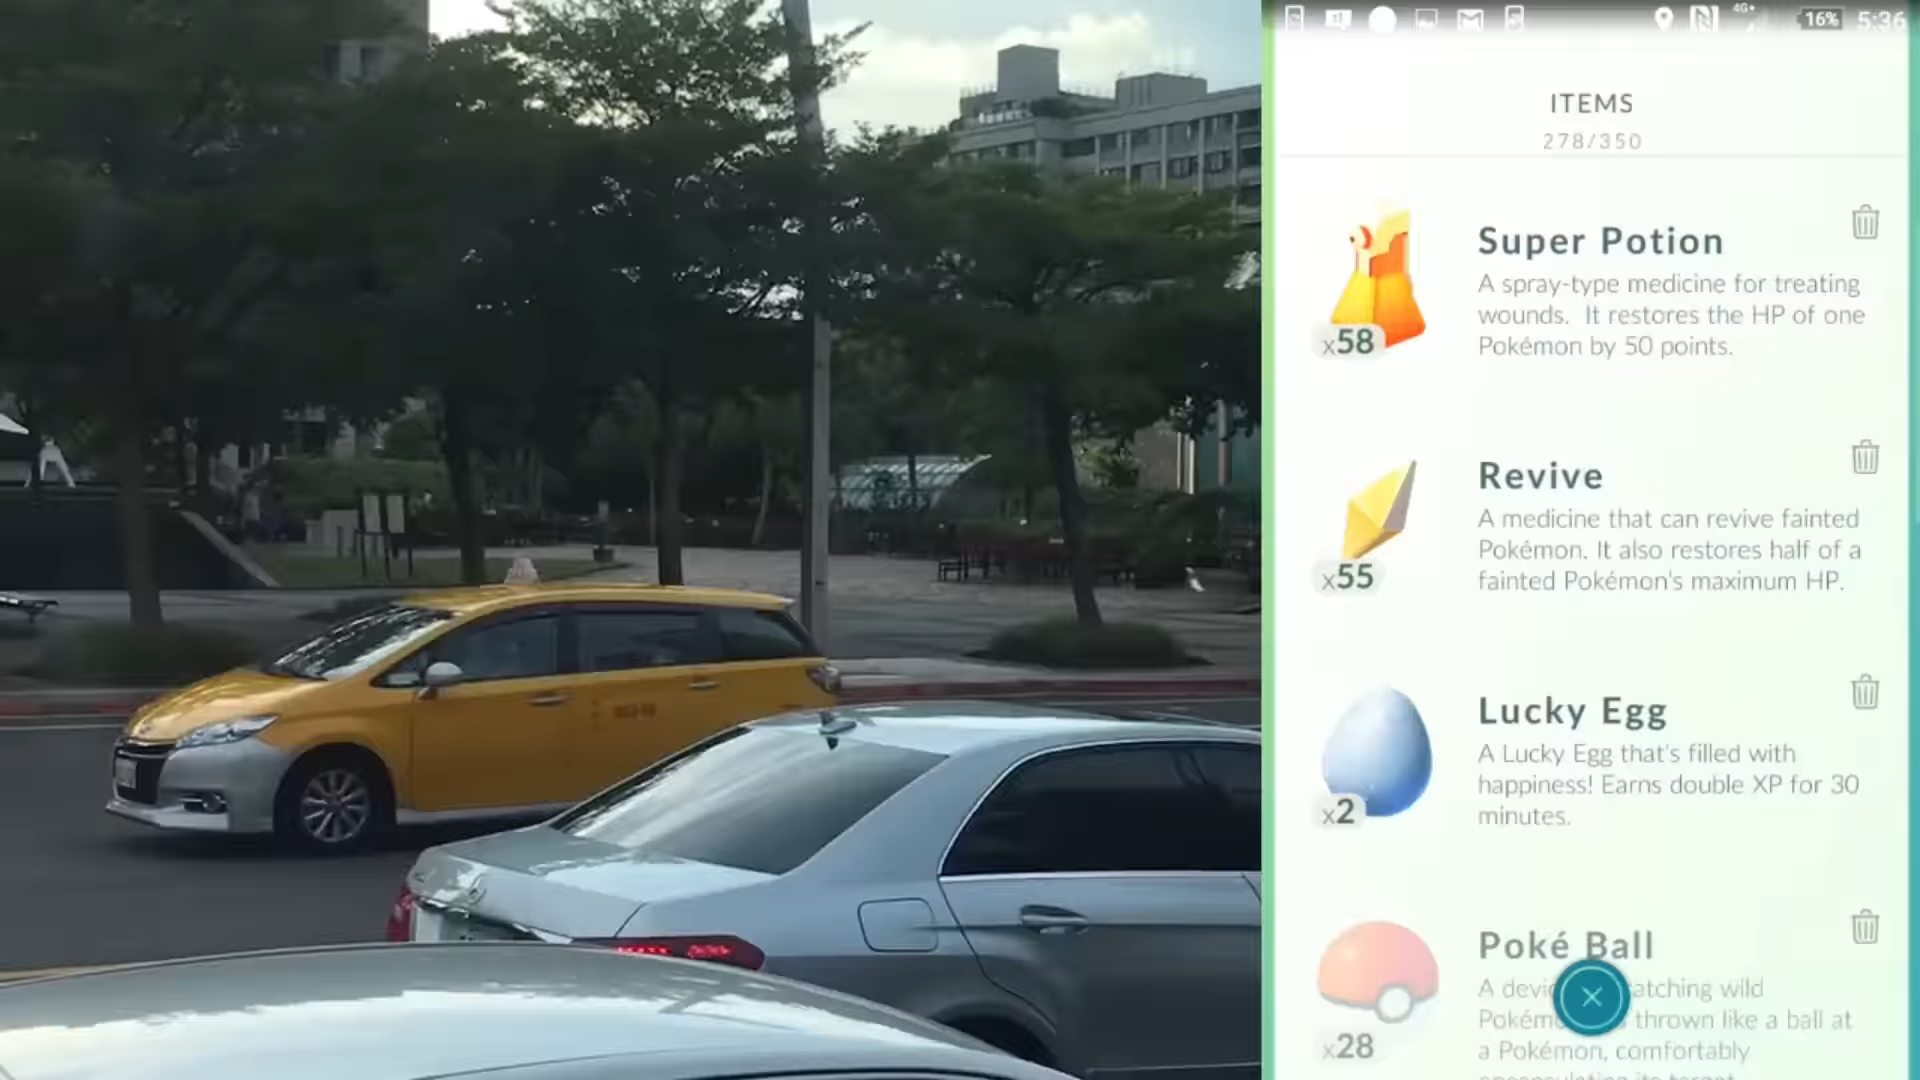 4G+
16%
5:36
ITEMS
278/350
Super Potion
A spray-type medicine for treating
wounds. It restores the HP of one
Pokémon by 50 points.
x58
Revive
A medicine that can revive fainted
Pokémon. It also restores half of a
fainted Pokémon's maximum HP.
x55
Lucky Egg
A Lucky Egg that's filled with
happiness! Earns double XP for 30
minutes.
x2
Poké Ball
A catching wild
thrown like a ball at
a Pokémon, comfortably
x28